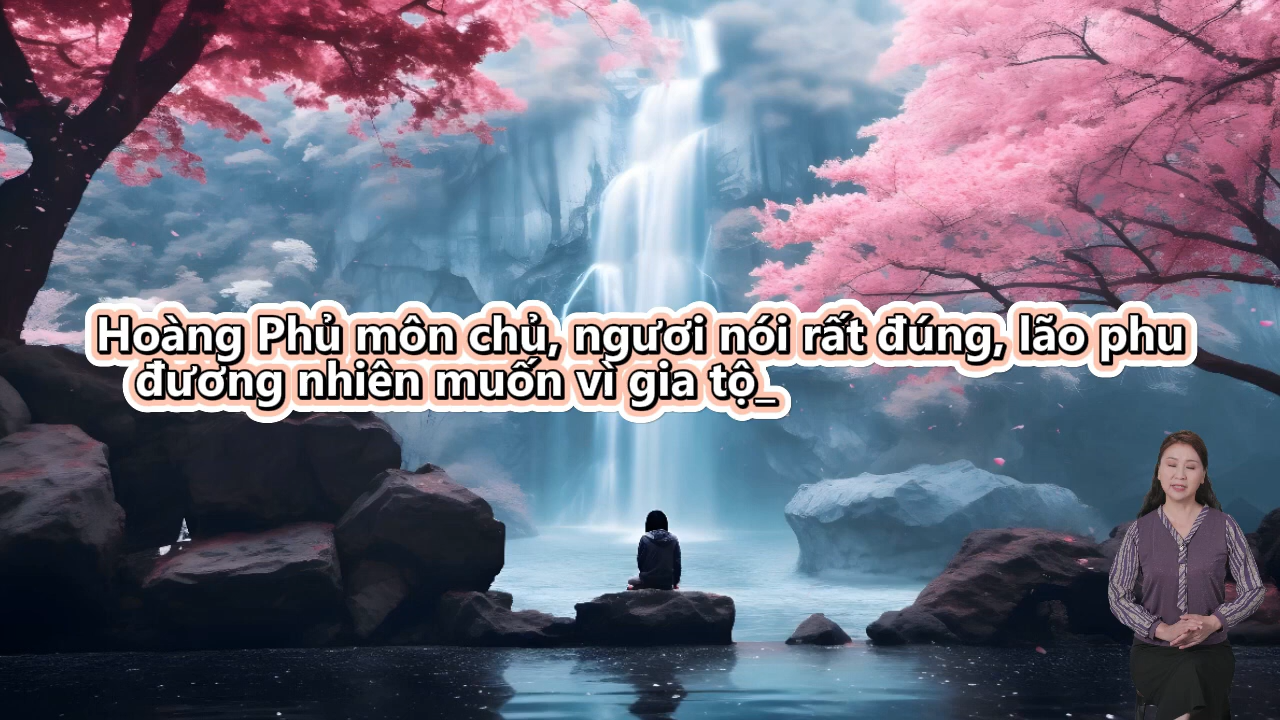 Hoàng Phủ môn chủ, ngươi nói rất đúng, lão phu
đương nhiên muốn vì gia tộ_